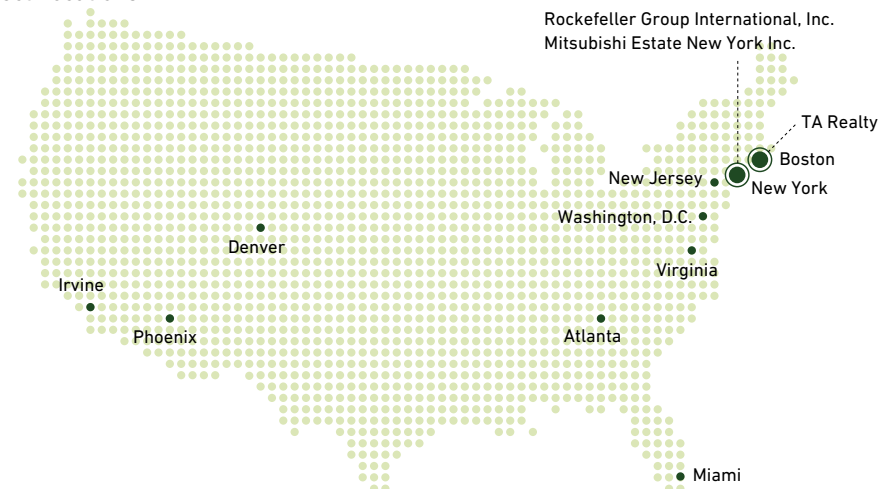 Rockefeller Group International, Inc.
Mitsubishi Estate New York Inc.
TA Realty
Boston
New Jersey
New York
Washington, D.C.
Denver
Virginia
Irvine
Phoenix
Atlanta
Miami